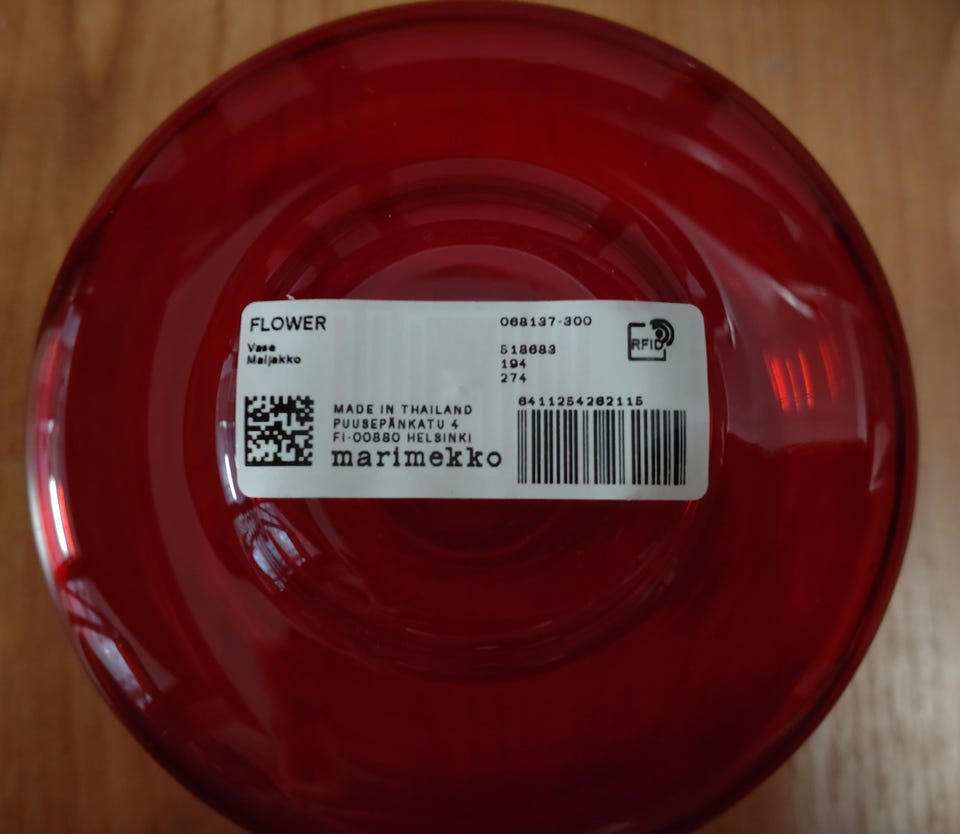 FLOWER
Vase
Maljakko
068137-300
518683
194
274
RFID
MADE IN THAILAND
PUUSEPÄNKATU 4
FI-00880 HELSINKI
marimekko
6411254262115